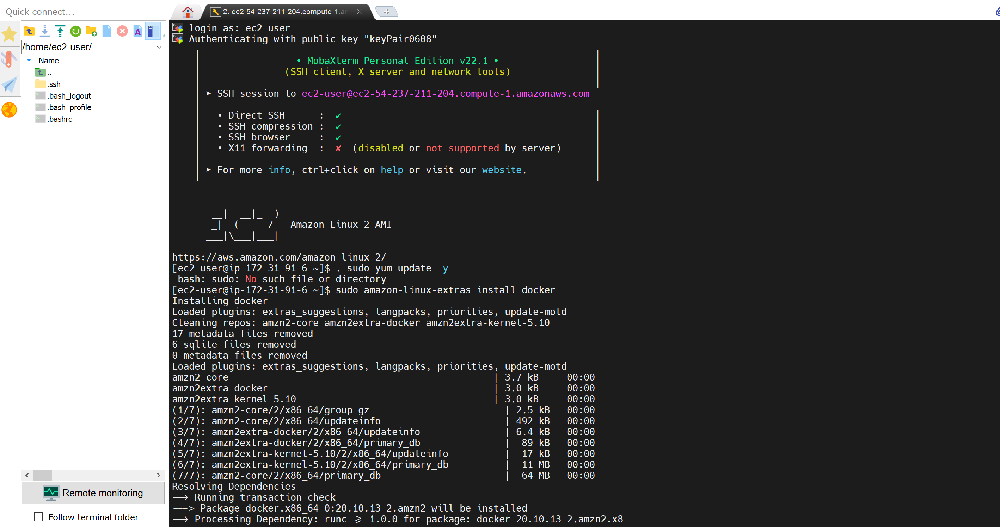 Quick connect...
2. ec2-54-237-211-204.compute-1.am
/home/ec2-user/
Name
..
.ssh
.bash_logout
.bash_profile
.bashrc
Remote monitoring
Follow terminal folder
login as: ec2-user
Authenticating with public key "keyPair0608"
• MobaXterm Personal Edition v22.1 •
(SSH client, X server and network tools)
➤ SSH session to ec2-user@ec2-54-237-211-204.compute-1.amazonaws.com
• Direct SSH : ✔
• SSH compression : ✔
• SSH-browser : ✔
• X11-forwarding : ✘ (disabled or not supported by server)
➤ For more info, ctrl+click on help or visit our website.
__| __|_ )
_| ( / Amazon Linux 2 AMI
___|\___|___|
https://aws.amazon.com/amazon-linux-2/
[ec2-user@ip-172-31-91-6 ~]$ . sudo yum update -y
-bash: sudo: No such file or directory
[ec2-user@ip-172-31-91-6 ~]$ sudo amazon-linux-extras install docker
Installing docker
Loaded plugins: extras_suggestions, langpacks, priorities, update-motd
Cleaning repos: amzn2-core amzn2extra-docker amzn2extra-kernel-5.10
17 metadata files removed
6 sqlite files removed
0 metadata files removed
Loaded plugins: extras_suggestions, langpacks, priorities, update-motd
amzn2-core | 3.7 kB 00:00
amzn2extra-docker | 3.0 kB 00:00
amzn2extra-kernel-5.10 | 3.0 kB 00:00
(1/7): amzn2-core/2/x86_64/group_gz | 2.5 kB 00:00
(2/7): amzn2-core/2/x86_64/updateinfo | 492 kB 00:00
(3/7): amzn2extra-docker/2/x86_64/updateinfo | 6.4 kB 00:00
(4/7): amzn2extra-docker/2/x86_64/primary_db | 89 kB 00:00
(5/7): amzn2extra-kernel-5.10/2/x86_64/updateinfo | 17 kB 00:00
(6/7): amzn2extra-kernel-5.10/2/x86_64/primary_db | 11 MB 00:00
(7/7): amzn2-core/2/x86_64/primary_db | 64 MB 00:00
Resolving Dependencies
--> Running transaction check
---> Package docker.x86_64 0:20.10.13-2.amzn2 will be installed
--> Processing Dependency: runc >= 1.0.0 for package: docker-20.10.13-2.amzn2.x8